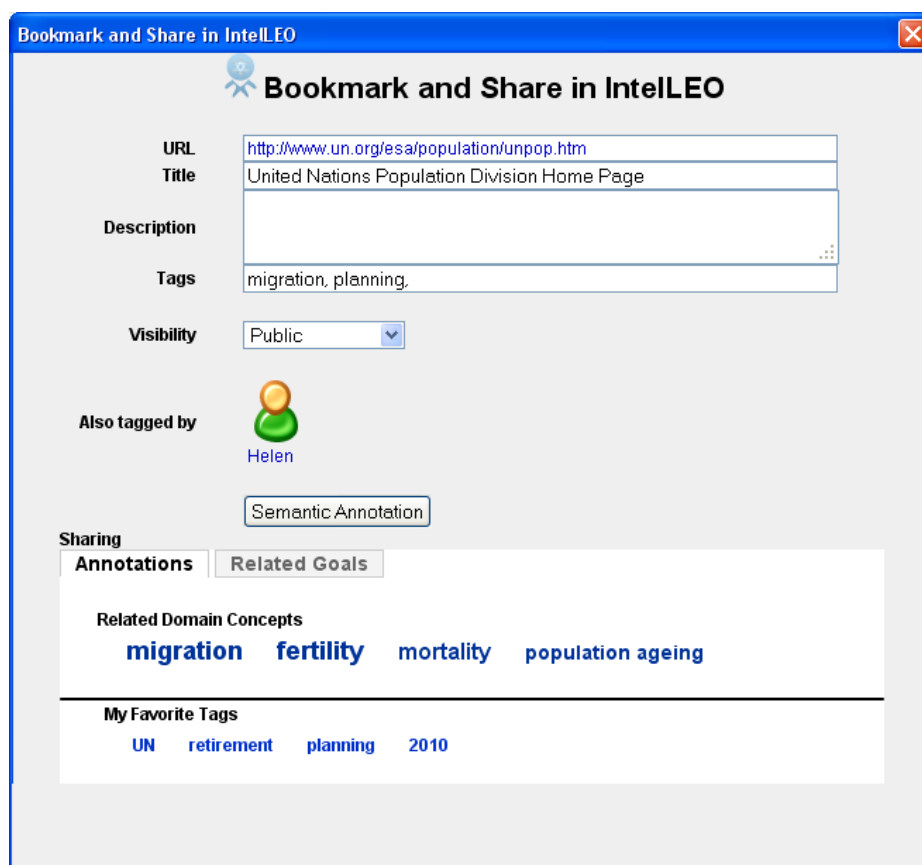 Bookmark and Share in IntelLEO
Bookmark and Share in IntelLEO
URL http://www.un.org/esa/population/unpop.htm
Title United Nations Population Division Home Page
Description
Tags migration, planning,
Visibility Public
Also tagged by
Helen
Semantic Annotation
Sharing
Annotations Related Goals
Related Domain Concepts
migration fertility mortality population ageing
My Favorite Tags
UN retirement planning 2010